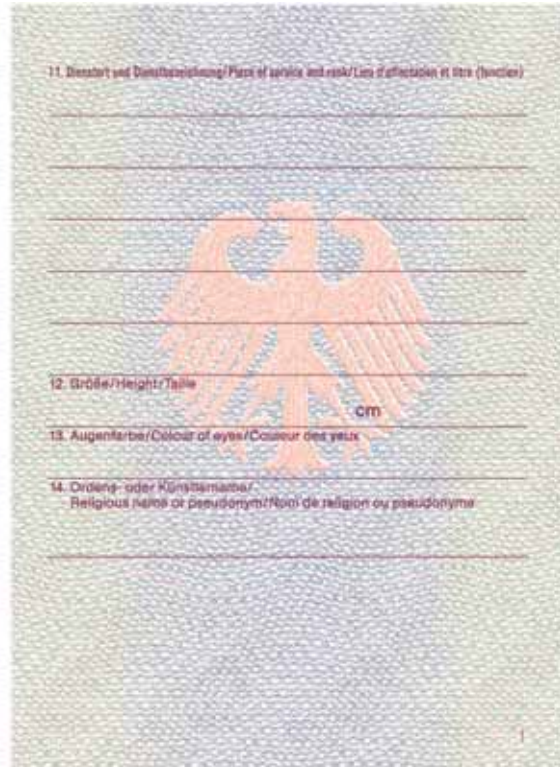 11. Dienstort und Dienstbezeichnung/Place of service and rank/Lieu d'affectation et titre (fonction)
12. Größe/Height/Taille
cm
13. Augenfarbe/Colour of eyes/Couleur des yeux
14. Ordens- oder Künstlername/
Religious name or pseudonym/Nom de religion ou pseudonyme
1